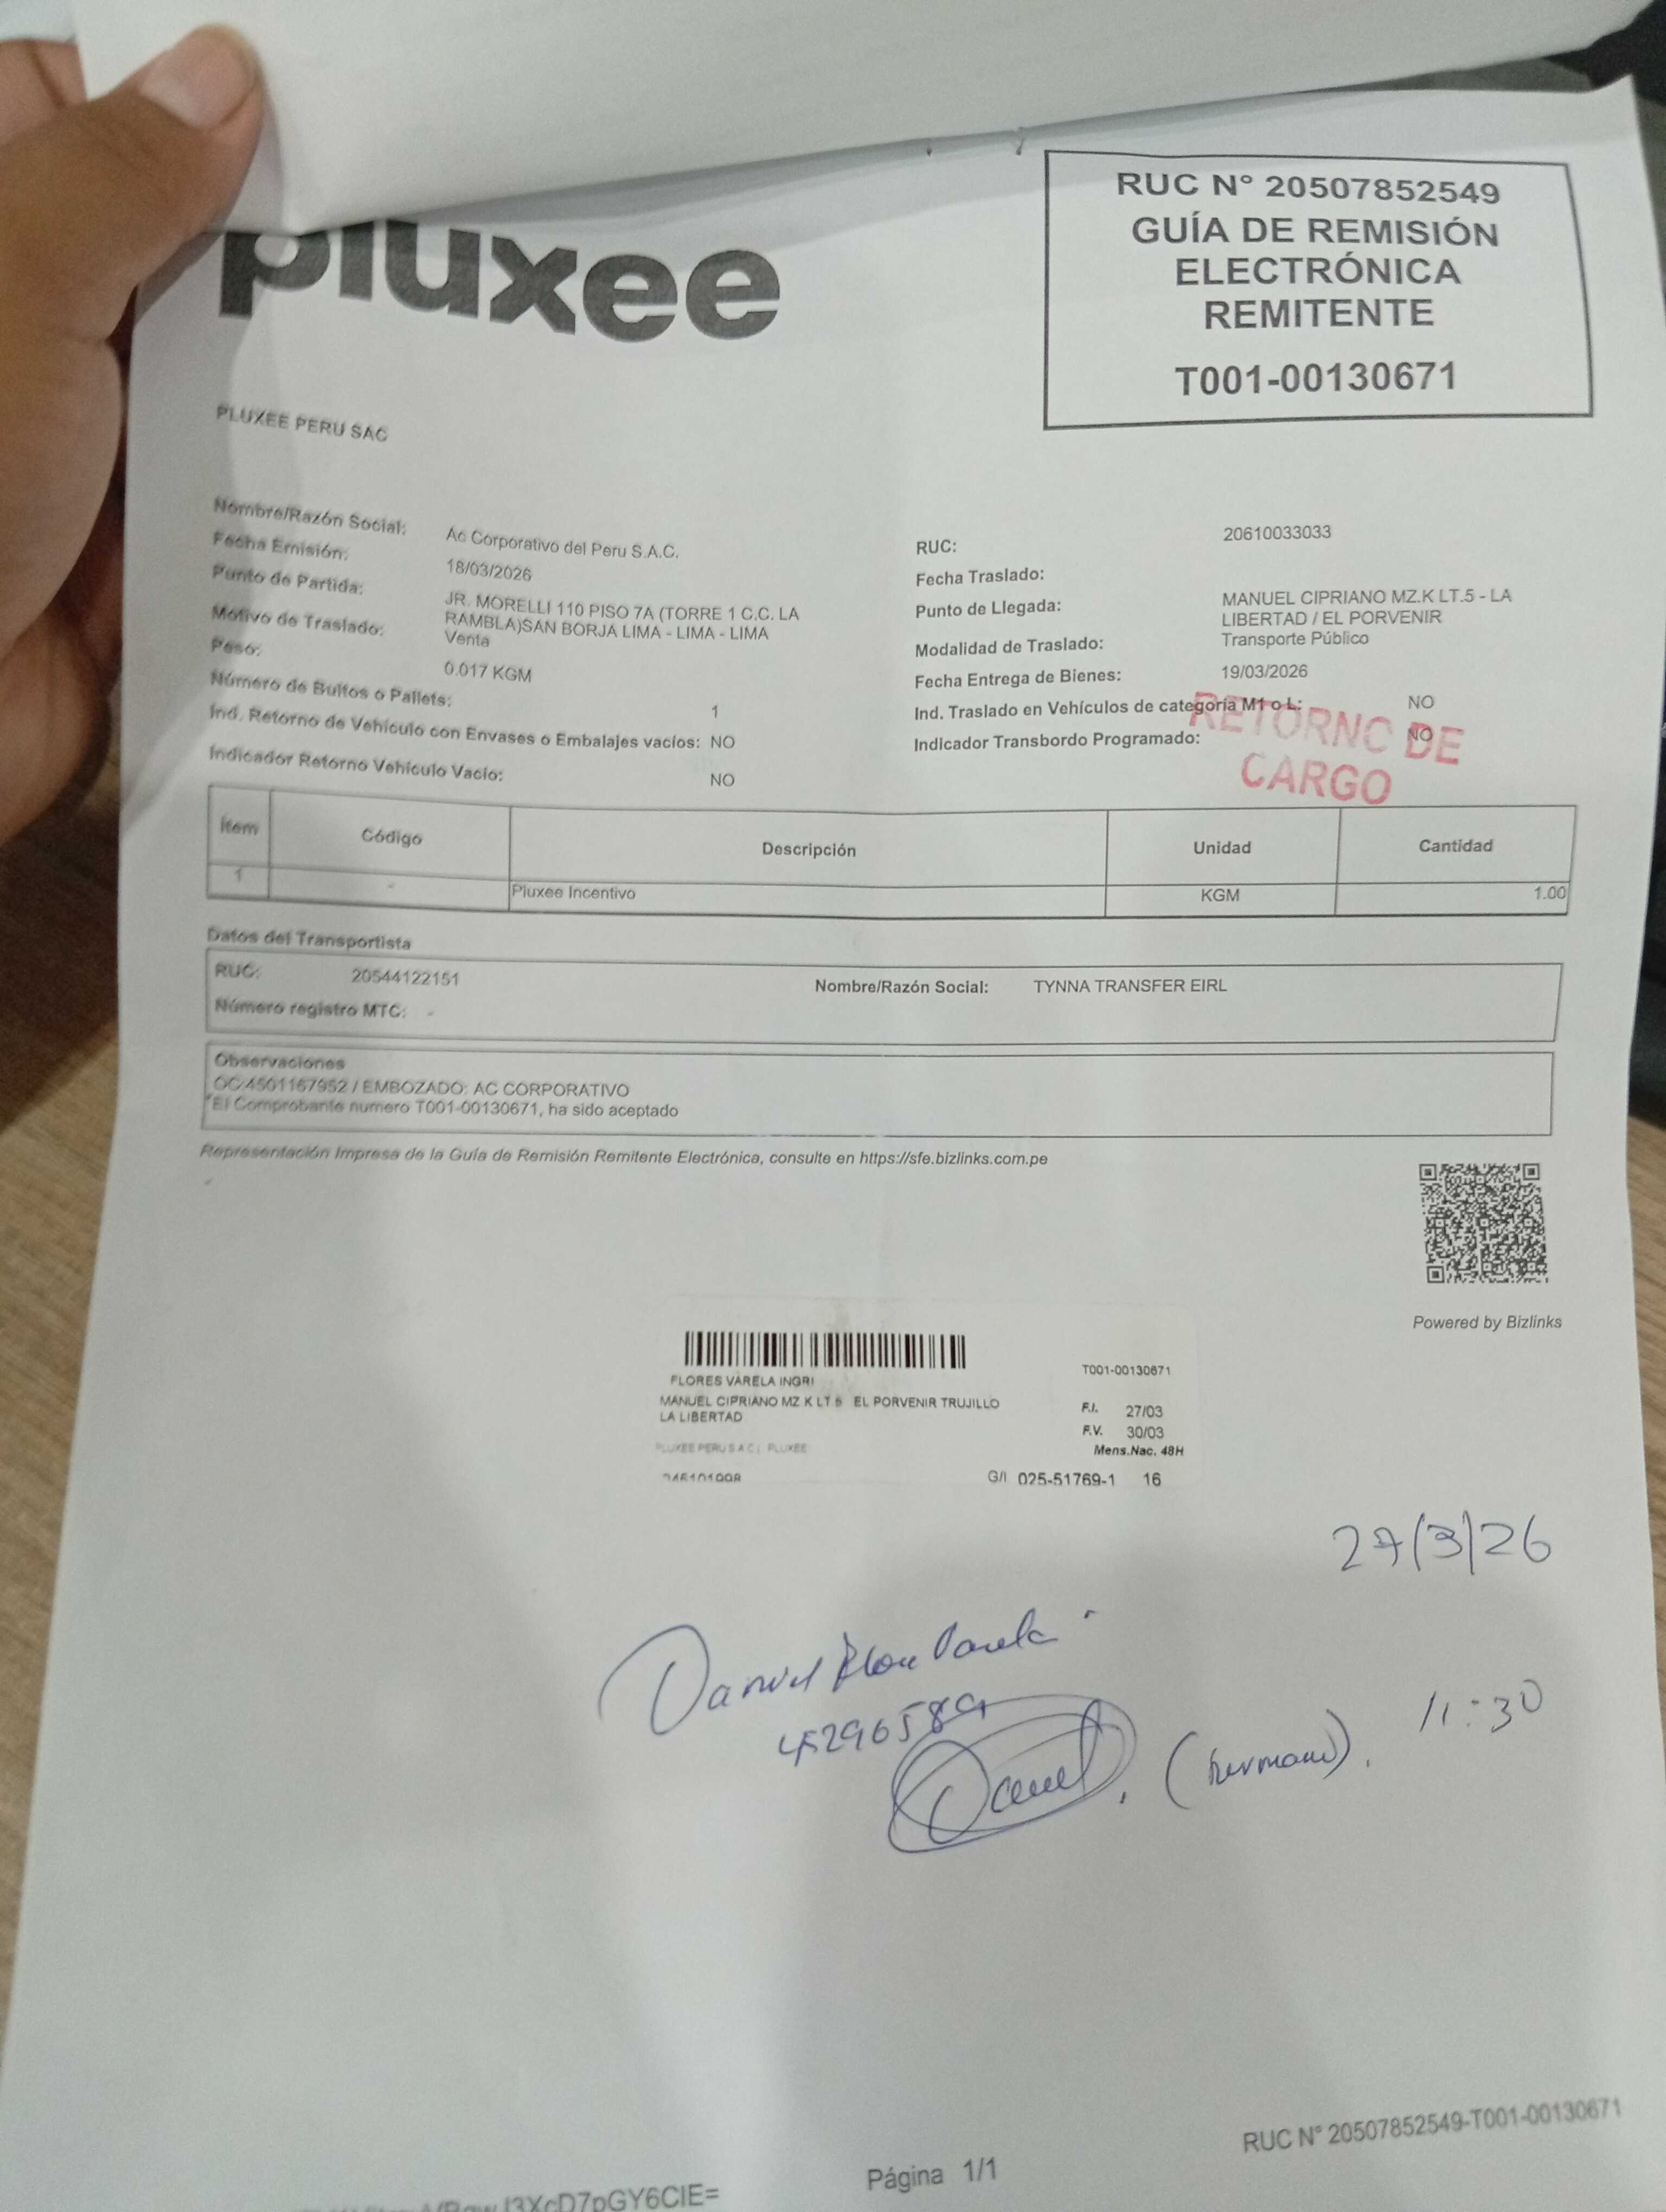 pluxee
RUC N° 20507852549
GUÍA DE REMISIÓN
ELECTRÓNICA
REMITENTE
T001-00130671
PLUXEE PERU SAC
Nombre/Razón Social: Ac Corporativo del Peru S.A.C.
Fecha Emisión: 18/03/2026
Punto de Partida: JR. MORELLI 110 PISO 7A (TORRE 1 C.C. LA
RAMBLA)SAN BORJA LIMA - LIMA - LIMA
Motivo de Traslado: Venta
Peso: 0.017 KGM
Número de Bultos o Pallets: 1
Ind. Retorno de Vehículo con Envases o Embalajes vacíos: NO
Indicador Retorno Vehículo Vacío: NO
RUC: 20610033033
Fecha Traslado:
Punto de Llegada: MANUEL CIPRIANO MZ.K LT.5 - LA
LIBERTAD / EL PORVENIR
Modalidad de Traslado: Transporte Público
Fecha Entrega de Bienes: 19/03/2026
Ind. Traslado en Vehículos de categoría M1 o L: NO
Indicador Transbordo Programado: NO
RETORNO DE
CARGO
Ítem Código Descripción Unidad Cantidad
1 - Pluxee Incentivo KGM 1.00
Datos del Transportista
RUC: 20544122151 Nombre/Razón Social: TYNNA TRANSFER EIRL
Número registro MTC: -
Observaciones
OC:4501167952 / EMBOZADO: AC CORPORATIVO
*El Comprobante numero T001-00130671, ha sido aceptado
Representación Impresa de la Guía de Remisión Remitente Electrónica, consulte en https://sfe.bizlinks.com.pe
Powered by Bizlinks
FLORES VARELA INGRI
T001-00130671
MANUEL CIPRIANO MZ K LT 5 EL PORVENIR TRUJILLO
LA LIBERTAD
F.I. 27/03
F.V. 30/03
PLUXEE PERU S A C | PLUXEE
Mens.Nac. 48H
G/I 025-51769-1 16
27/3/26
Daniel Flores Varela
45296589
11:30
Daniel. (hermano).
RUC N° 20507852549-T001-00130671
Página 1/1